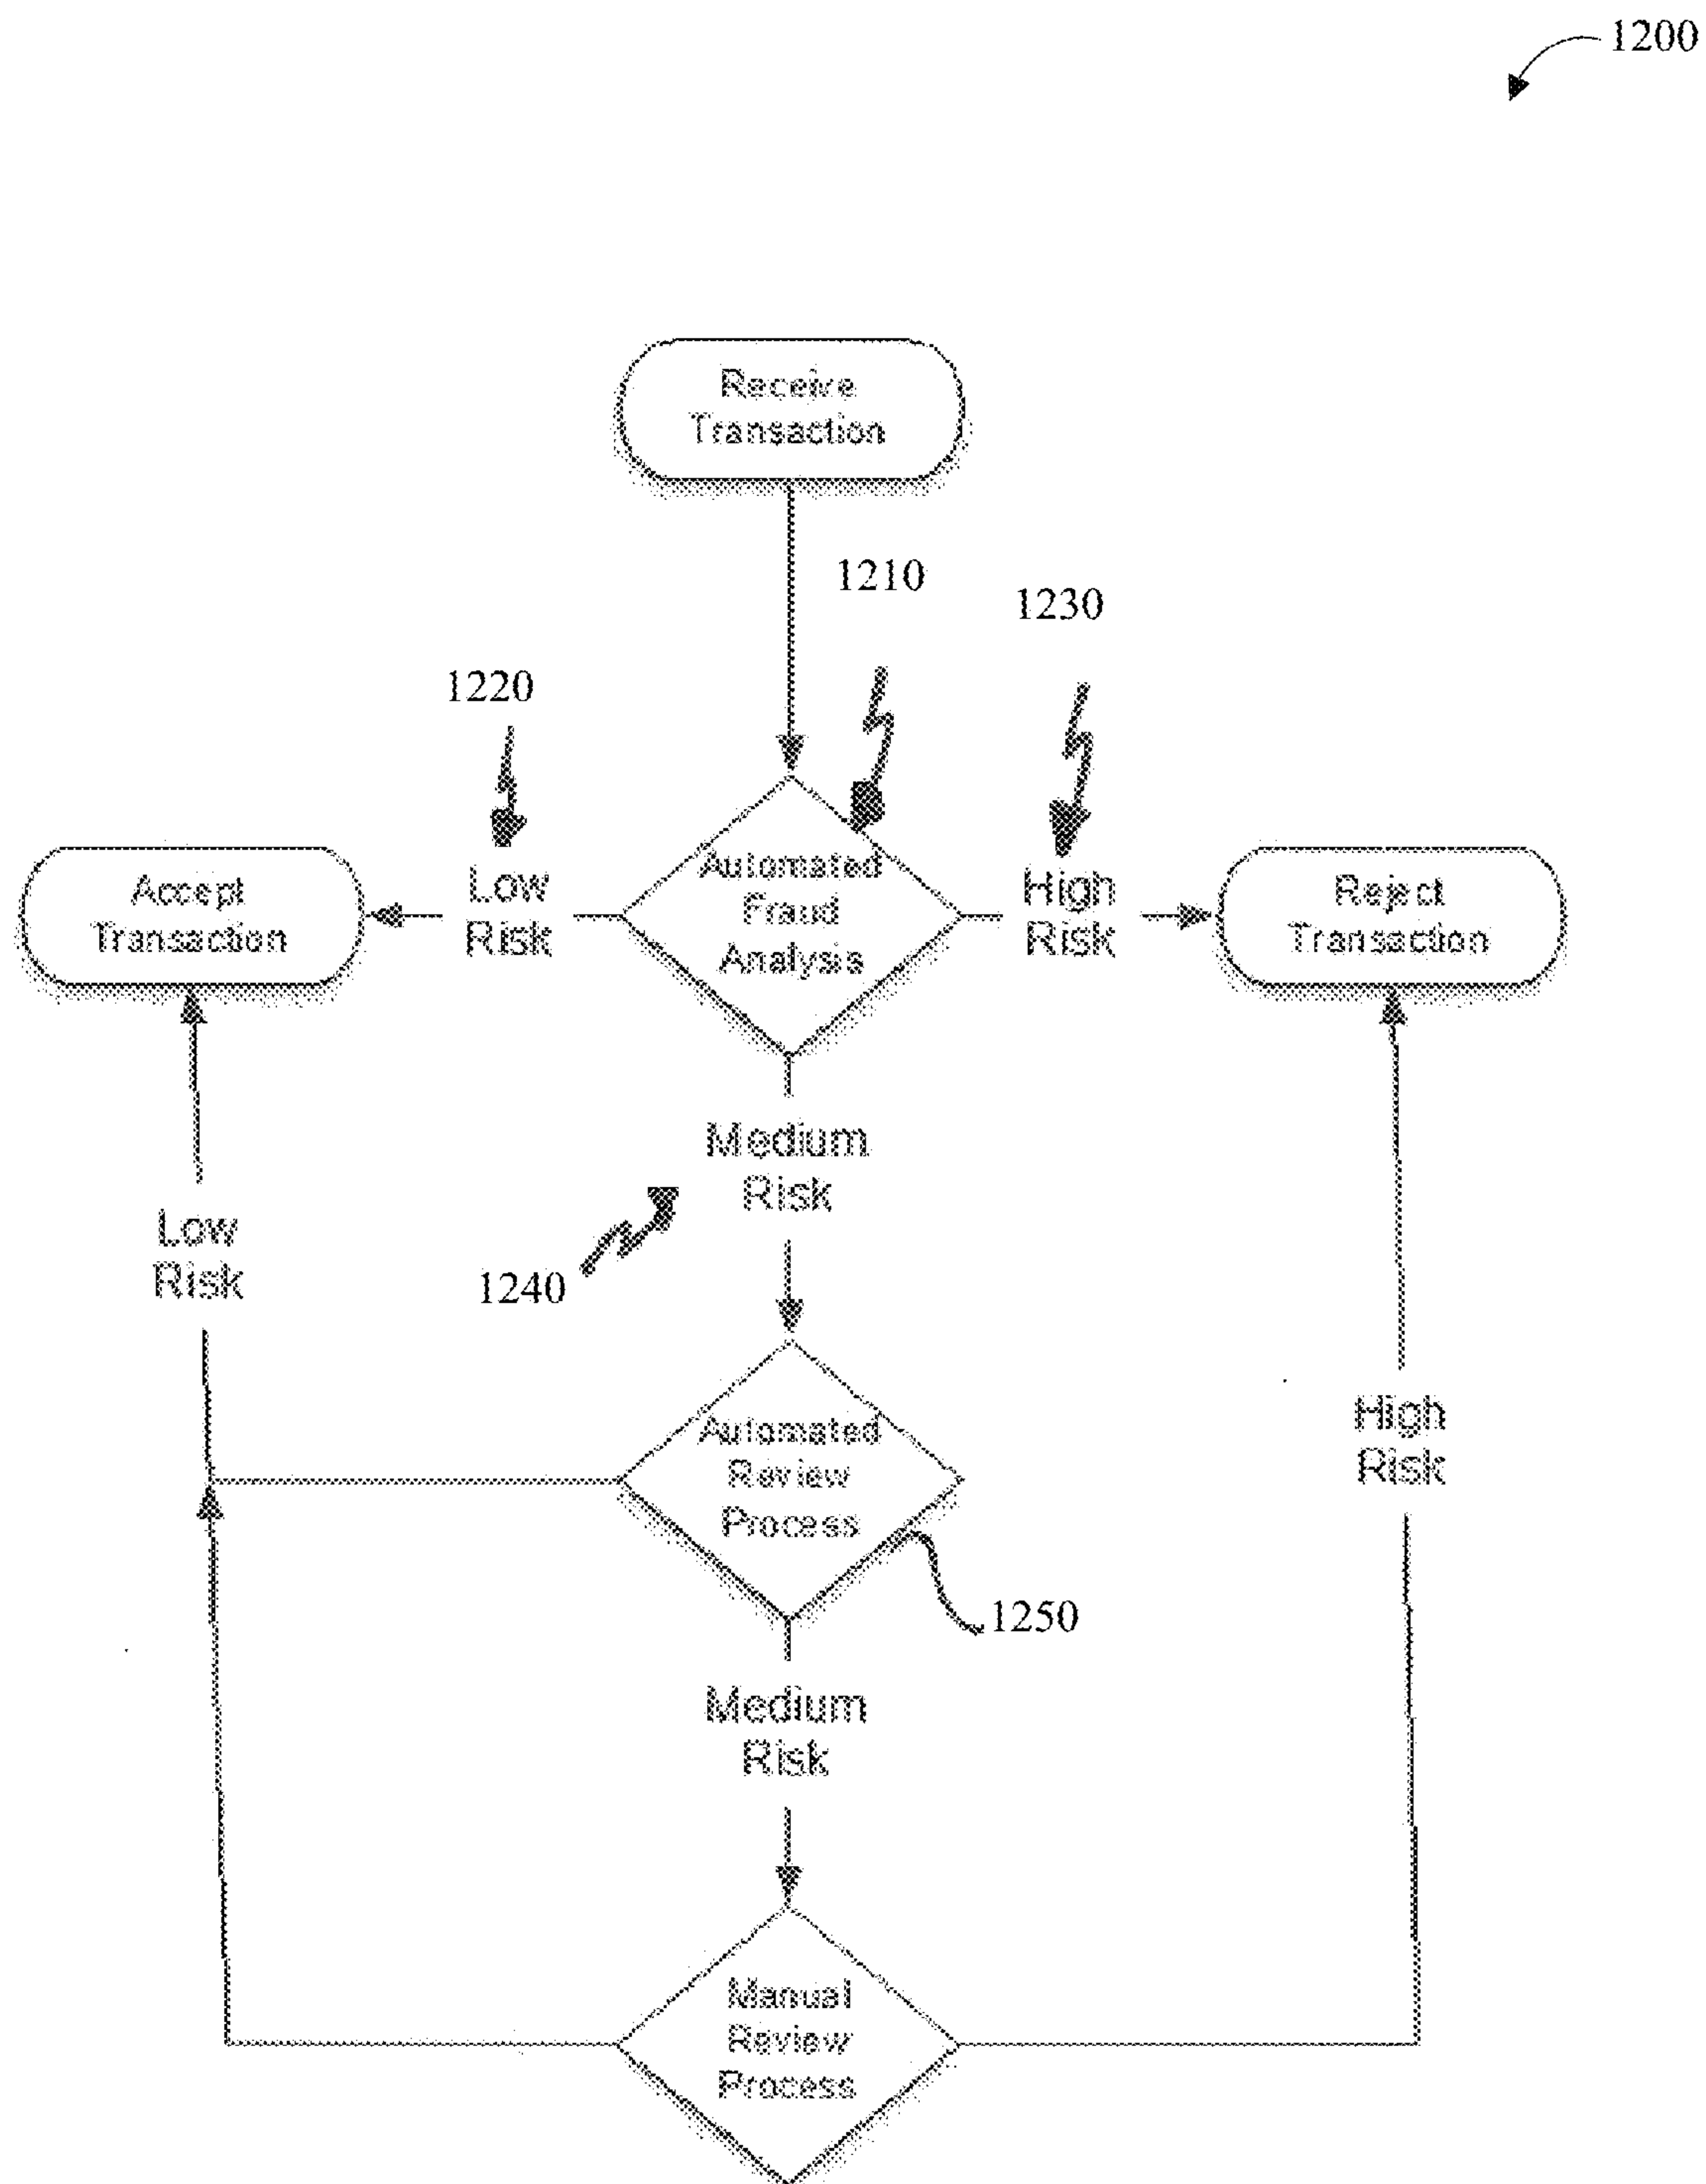 1200
Receive
Transaction
1210
1230
1220
Accept
Transaction
Low
Risk
Automated
Fraud
Analysis
High
Risk
Reject
Transaction
Medium
Risk
1240
Low
Risk
Automated
Review
Process
High
Risk
1250
Medium
Risk
Manual
Review
Process